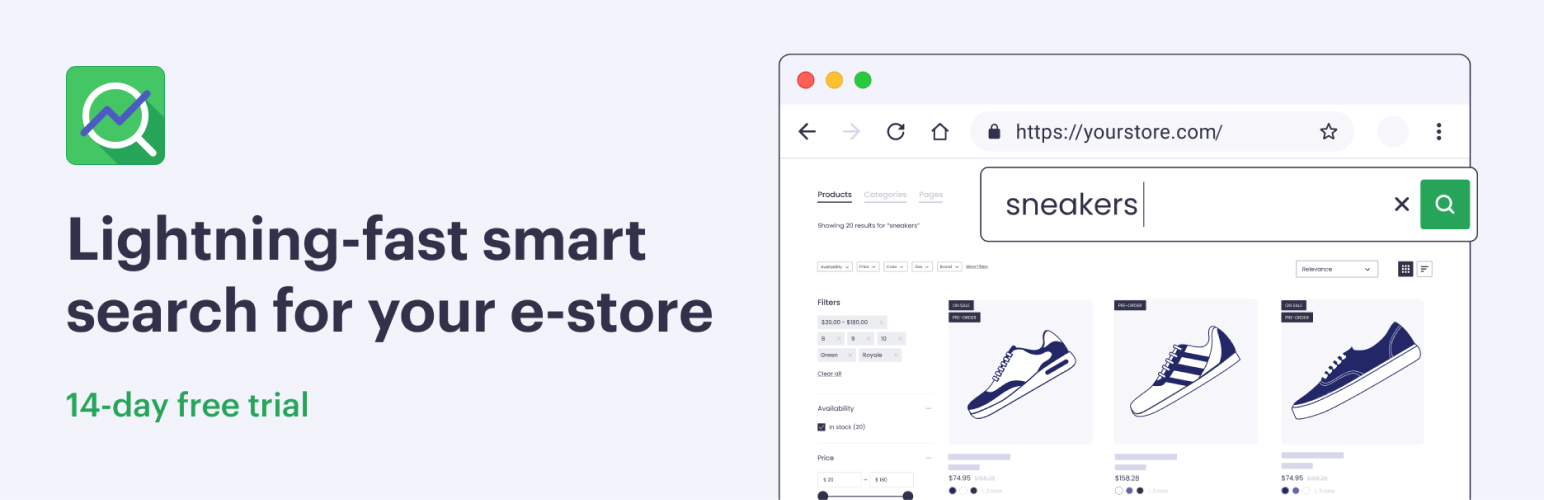 Lightning-fast smart
search for your e-store
14-day free trial
https://yourstore.com/
sneakers
Products Categories Pages
Showing 20 results for "sneakers"
Availability Price Color Size Brand More filters
Relevance
Filters
$20.00 - $180.00
9 10
Green Royale
Clear all
Availability
In stock (20)
Price
$ 20 - $ 180
ON SALE
PRE-ORDER
$74.95 $158.28
PRE-ORDER
$158.28
ON SALE
PRE-ORDER
$74.95 $158.28